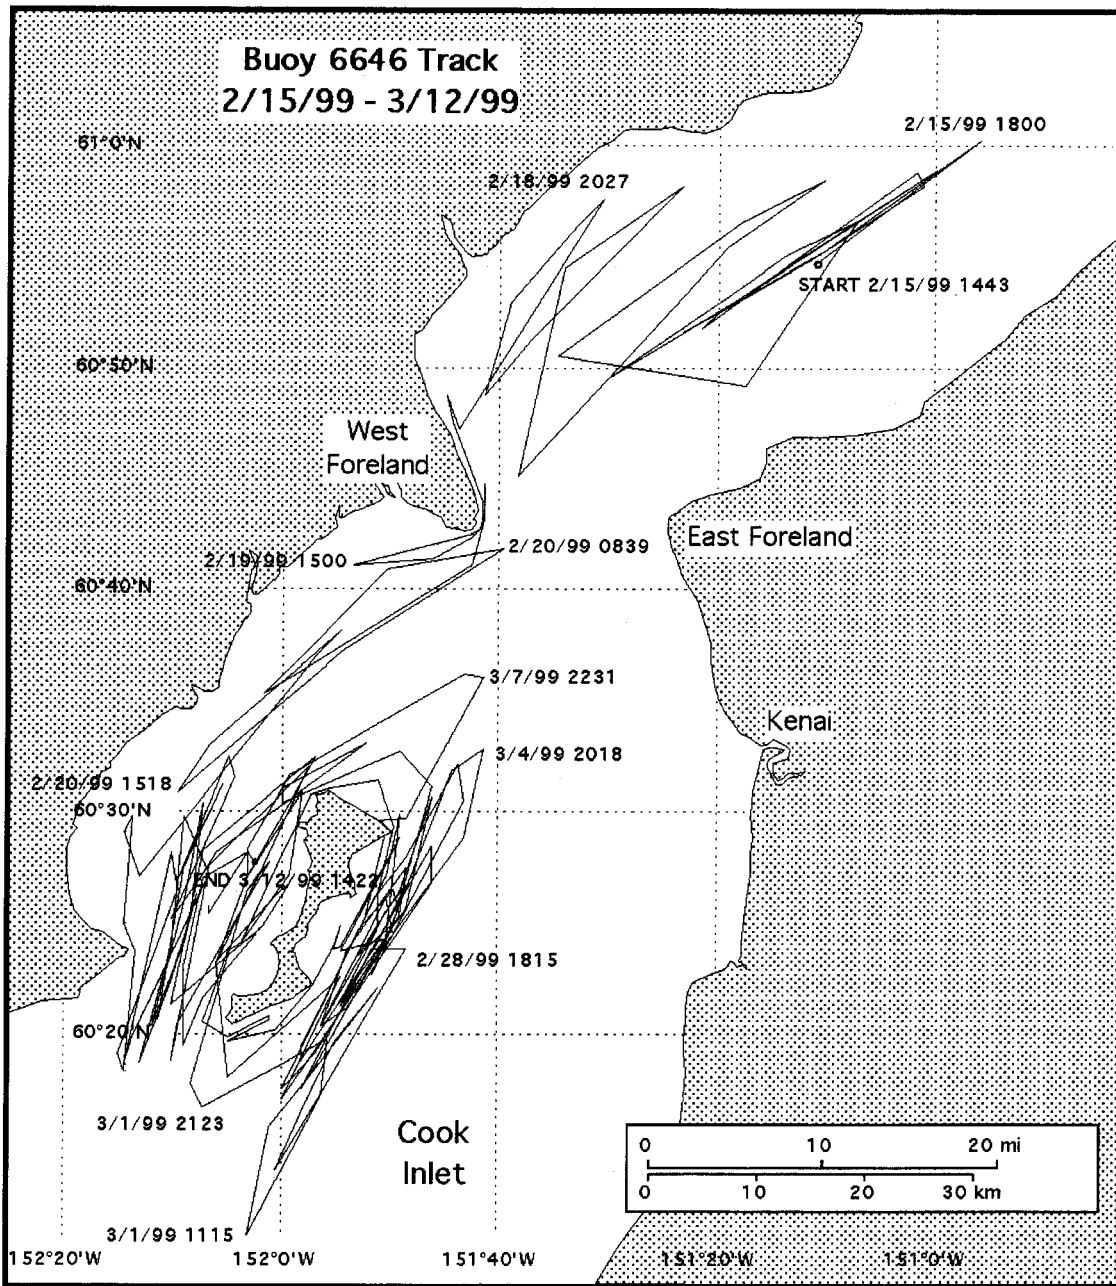 Buoy 6646 Track
2/15/99 - 3/12/99
2/15/99 1800
61°0'N
2/18/99 2027
START 2/15/99 1443
60°50'N
West
Foreland
East Foreland
2/20/99 0839
2/19/99 1500
60°40'N
3/7/99 2231
Kenai
3/4/99 2018
2/20/99 1518
60°30'N
END 3/12/99 1422
2/28/99 1815
60°20'N
3/1/99 2123
Cook
Inlet
0 10 20 mi
0 10 20 30 km
3/1/99 1115
152°20'W 152°0'W 151°40'W 151°20'W 151°0'W